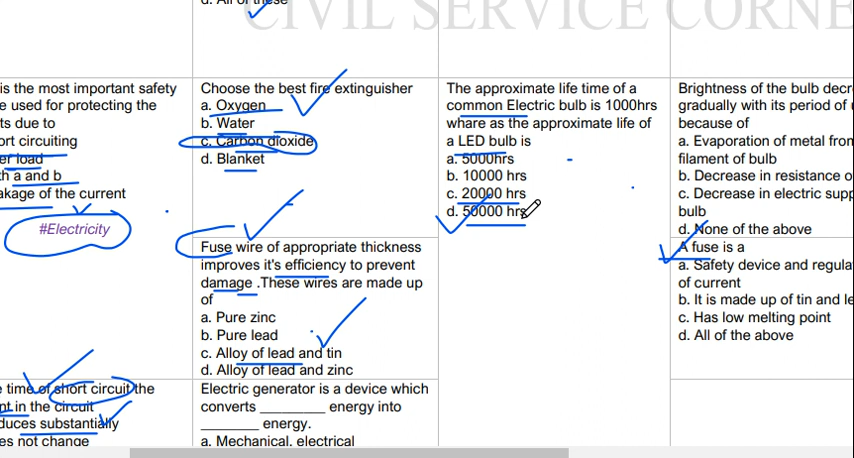 d. All of these
CIVIL SERVICE CORNE
is the most important safety
e used for protecting the
ts due to
ort circuiting
er load
th a and b
akage of the current
#Electricity
e time of short circuit the
nt in the circuit
duces substantially
es not change
Choose the best fire extinguisher
a. Oxygen
b. Water
c. Carbon dioxide
d. Blanket
Fuse wire of appropriate thickness
improves it's efficiency to prevent
damage .These wires are made up
of
a. Pure zinc
b. Pure lead
c. Alloy of lead and tin
d. Alloy of lead and zinc
Electric generator is a device which
converts _________ energy into
________ energy.
a. Mechanical, electrical
The approximate life time of a
common Electric bulb is 1000hrs
whare as the approximate life of
a LED bulb is
a. 5000hrs
b. 10000 hrs
c. 20000 hrs
d. 50000 hrs
Brightness of the bulb decr
gradually with its period of
because of
a. Evaporation of metal fron
filament of bulb
b. Decrease in resistance o
c. Decrease in electric supp
bulb
d. None of the above
A fuse is a
a. Safety device and regula
of current
b. It is made up of tin and le
c. Has low melting point
d. All of the above